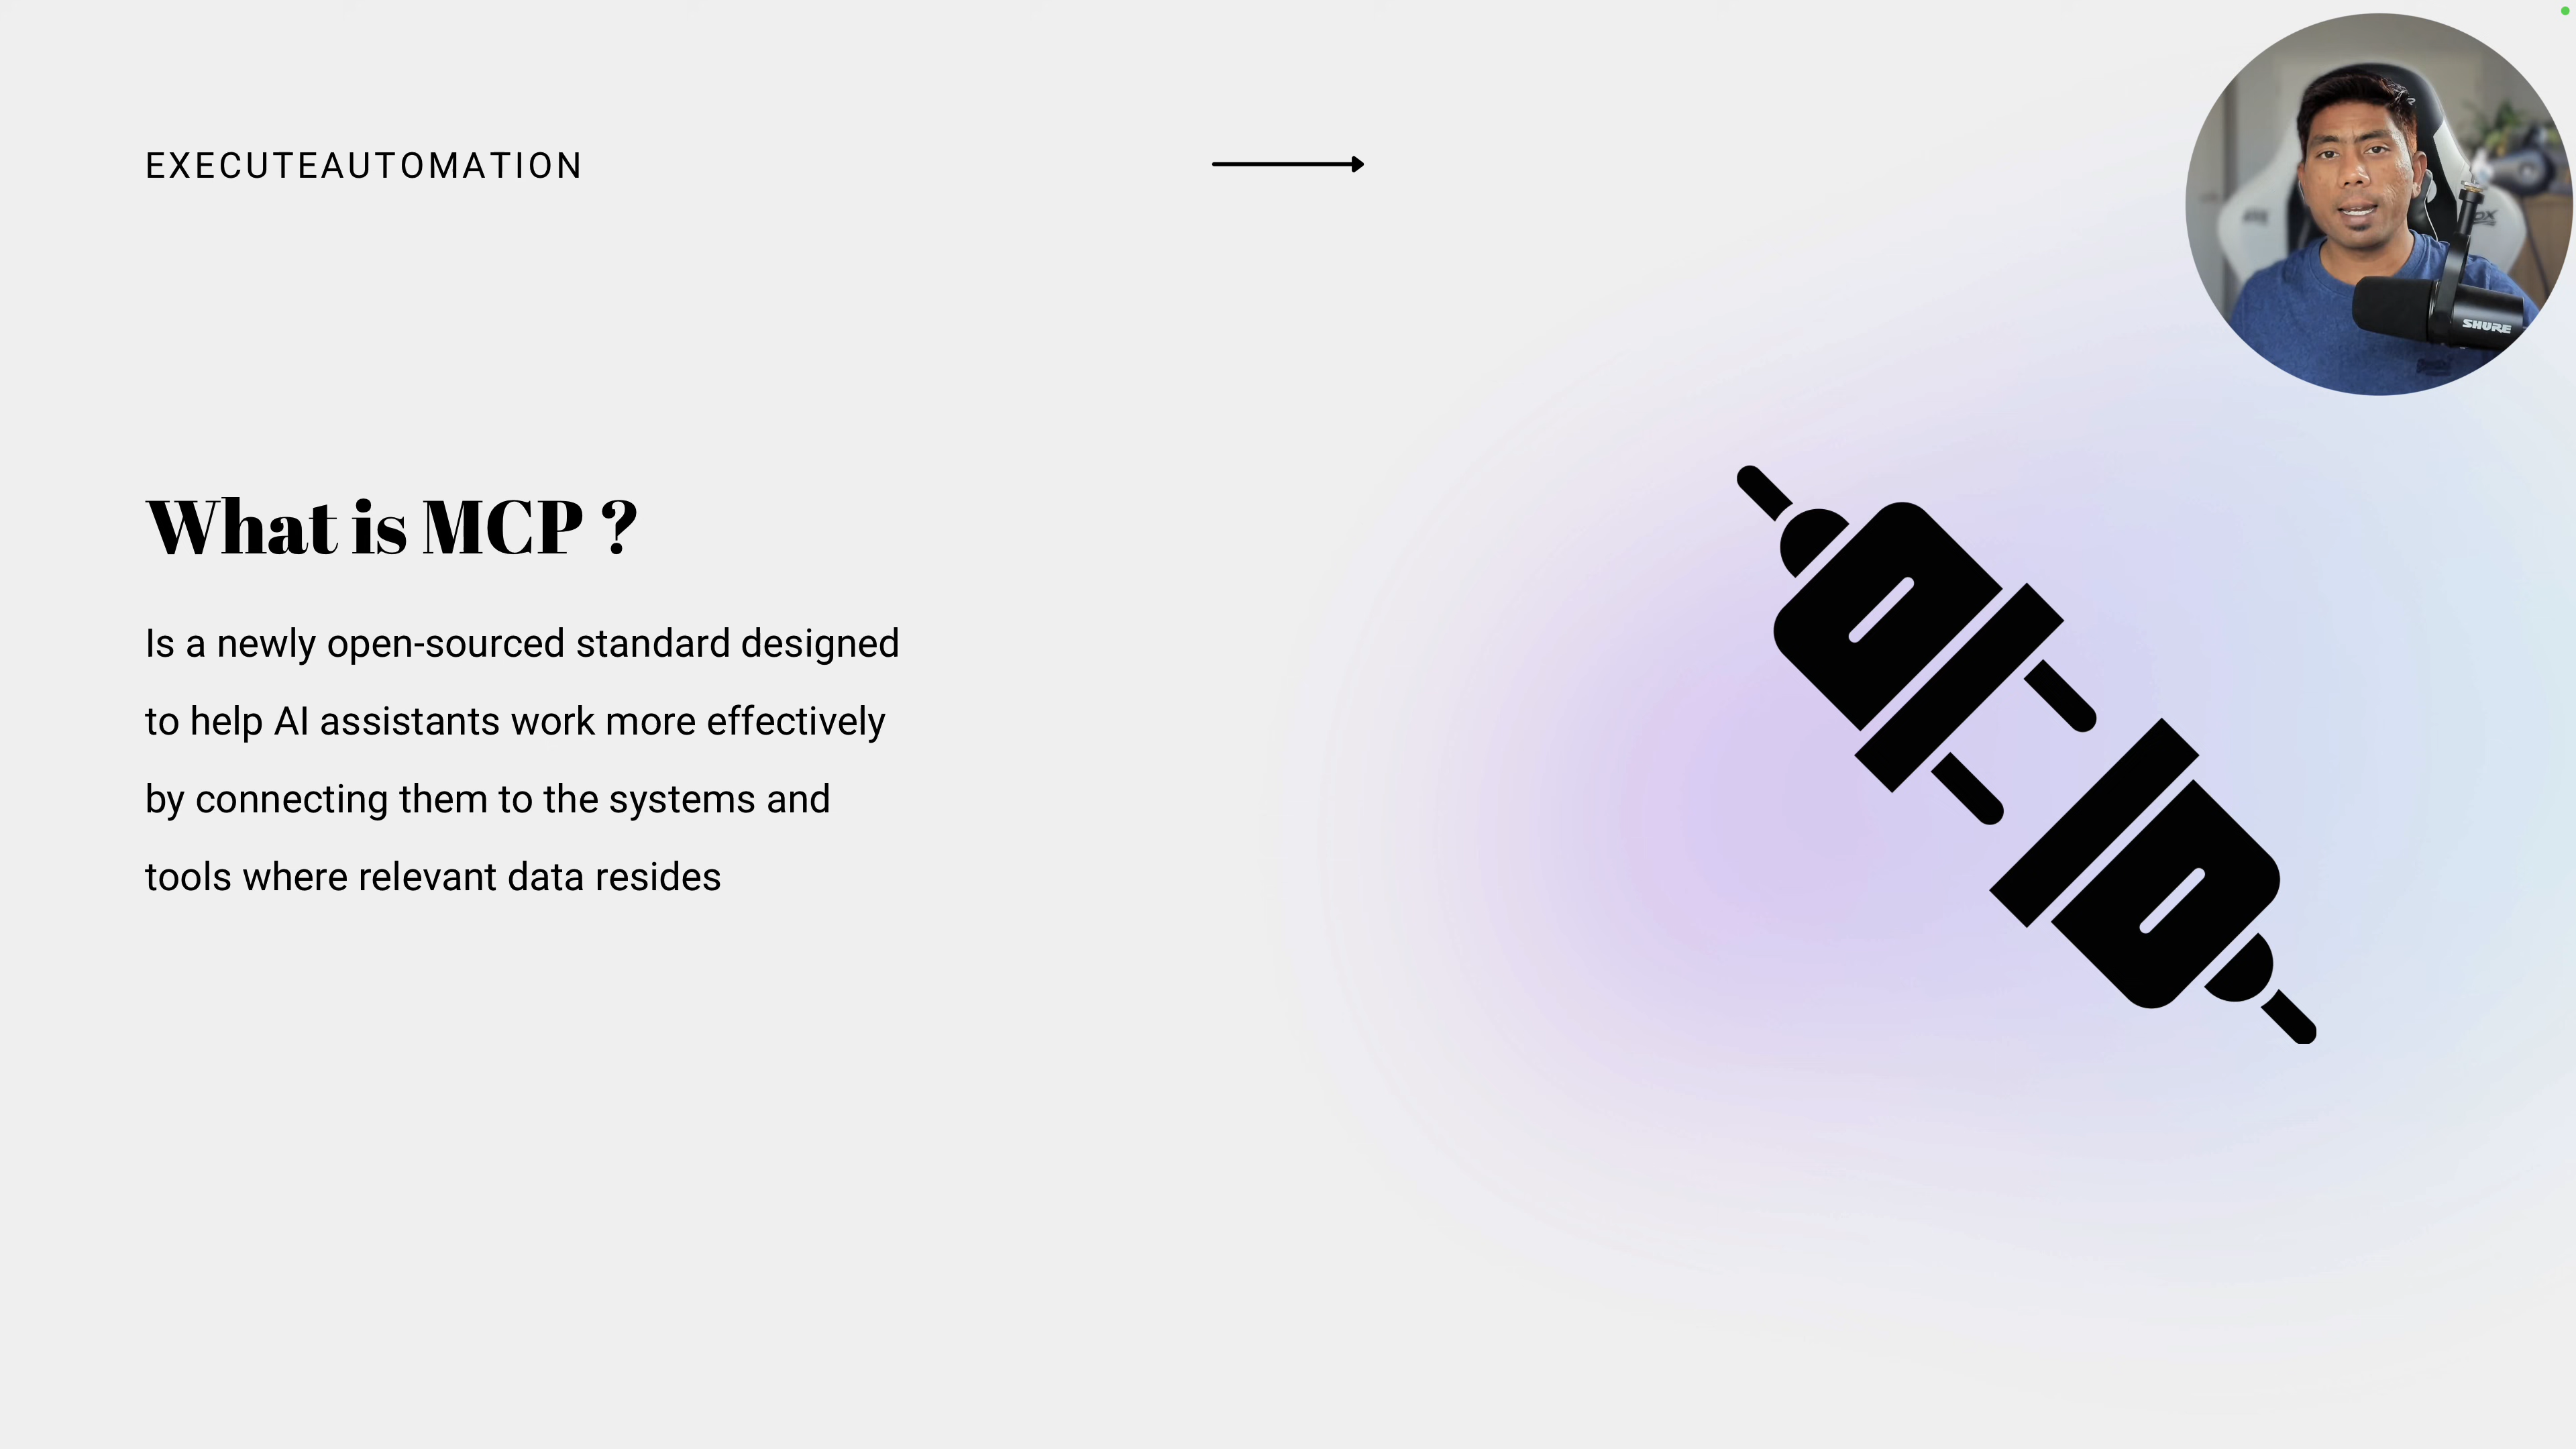 EXECUTEAUTOMATION
What is MCP ?
Is a newly open-sourced standard designed
to help AI assistants work more effectively
by connecting them to the systems and
tools where relevant data resides
SHURE